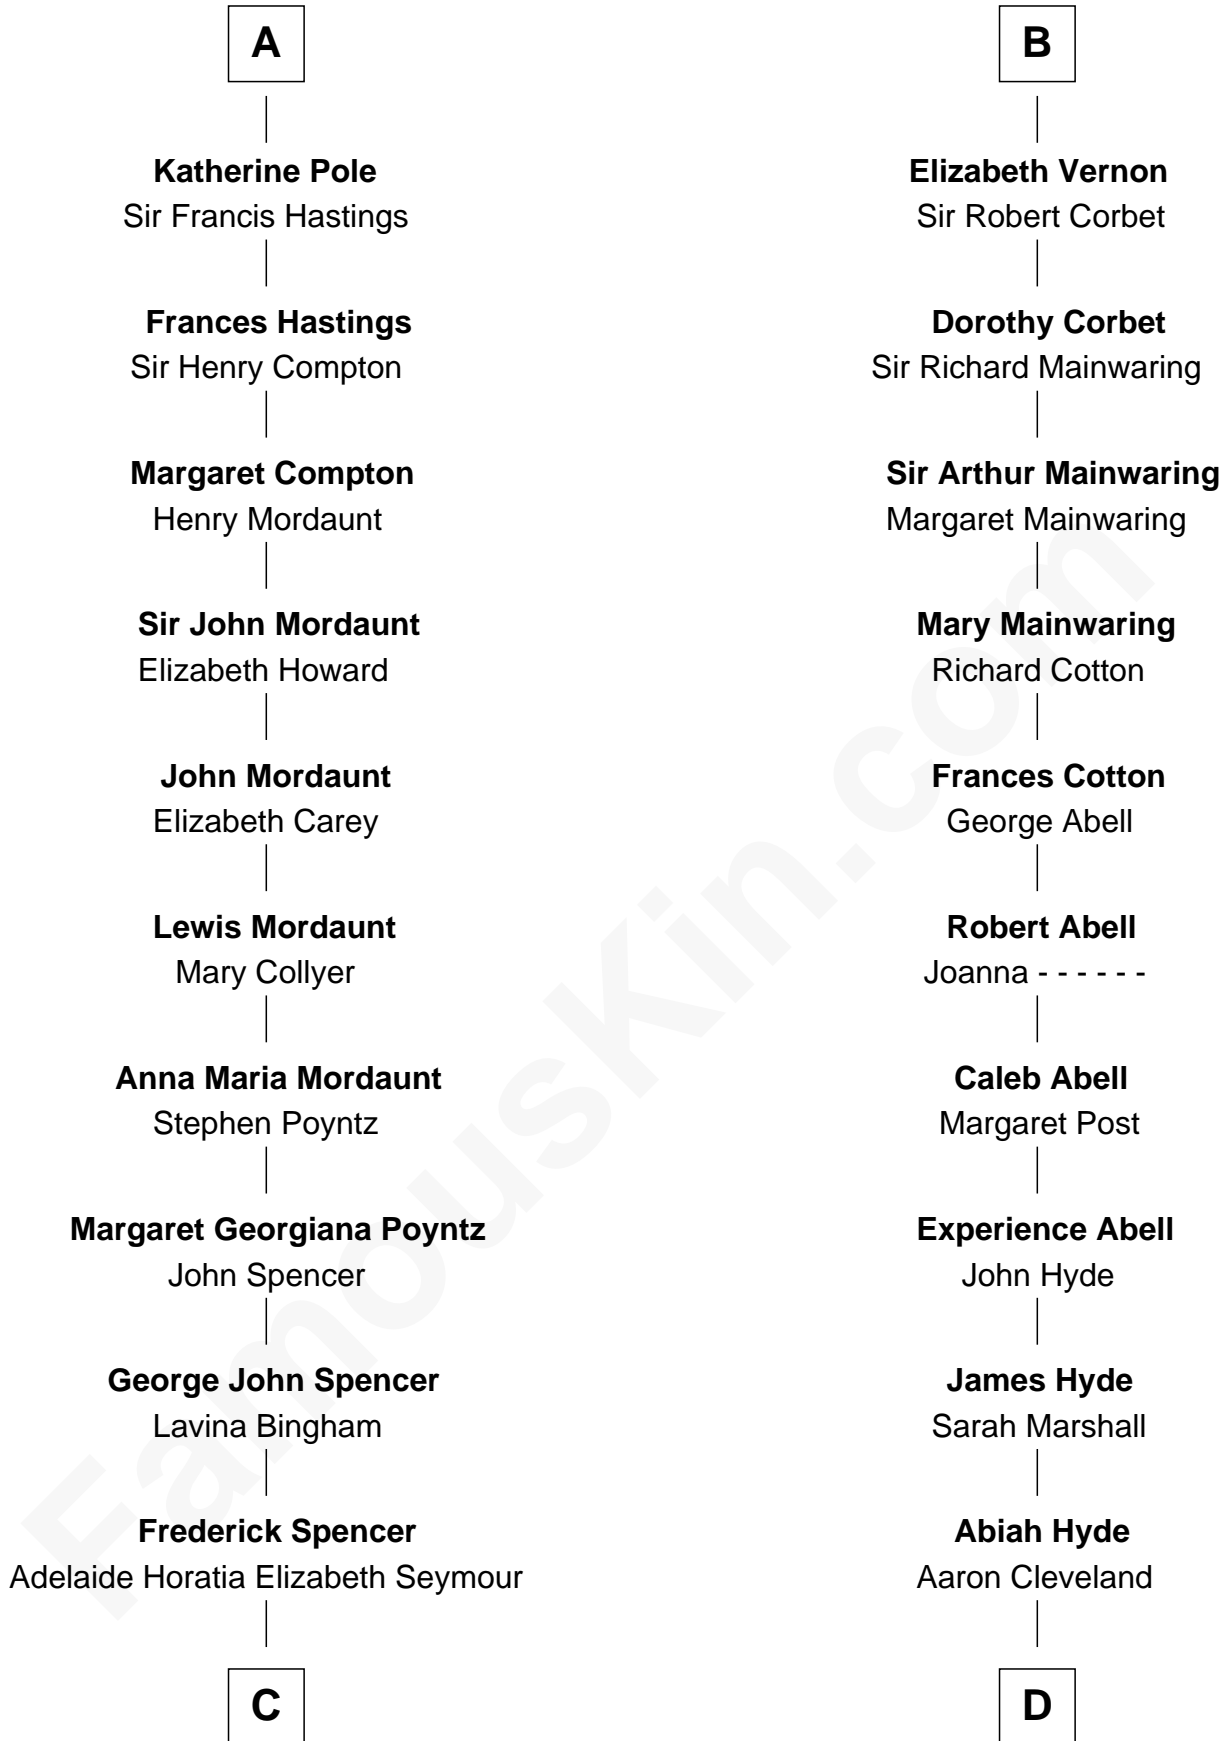 A
Katherine Pole
Sir Francis Hastings
Frances Hastings
Sir Henry Compton
Margaret Compton
Henry Mordaunt
Sir John Mordaunt
Elizabeth Howard
John Mordaunt
Elizabeth Carey
Lewis Mordaunt
Mary Collyer
Anna Maria Mordaunt
Stephen Poyntz
Margaret Georgiana Poyntz
John Spencer
George John Spencer
Lavina Bingham
Frederick Spencer
Adelaide Horatia Elizabeth Seymour
C
B
Elizabeth Vernon
Sir Robert Corbet
Dorothy Corbet
Sir Richard Mainwaring
Sir Arthur Mainwaring
Margaret Mainwaring
Mary Mainwaring
Richard Cotton
Frances Cotton
George Abell
Robert Abell
Joanna - - - - - -
Caleb Abell
Margaret Post
Experience Abell
John Hyde
James Hyde
Sarah Marshall
Abiah Hyde
Aaron Cleveland
D
FamousKin.com